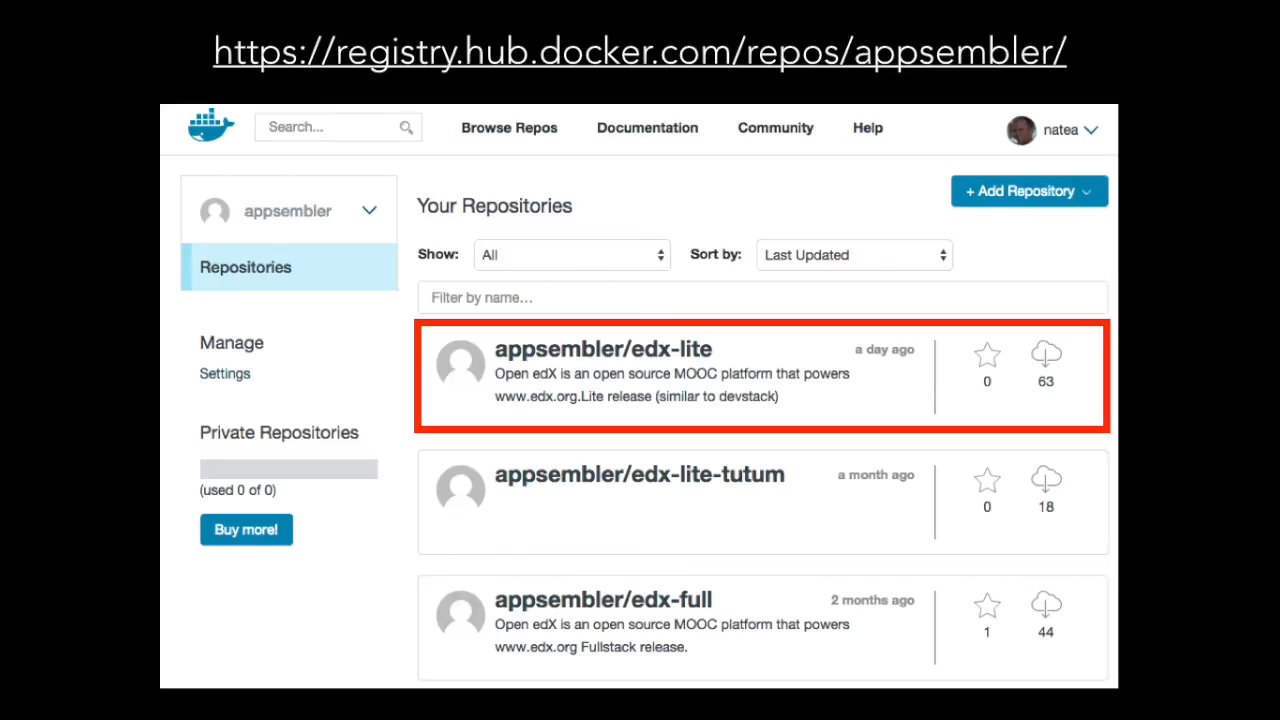 https://registry.hub.docker.com/repos/appsembler/
Search...
Browse Repos
Documentation
Community
Help
natea
appsembler
Repositories
Manage
Settings
Private Repositories
(used 0 of 0)
Buy more!
+ Add Repository
Your Repositories
Show:
All
Sort by:
Last Updated
Filter by name...
appsembler/edx-lite
a day ago
Open edX is an open source MOOC platform that powers
www.edx.org.Lite release (similar to devstack)
0
63
appsembler/edx-lite-tutum
a month ago
0
18
appsembler/edx-full
2 months ago
Open edX is an open source MOOC platform that powers
www.edx.org Fullstack release.
1
44